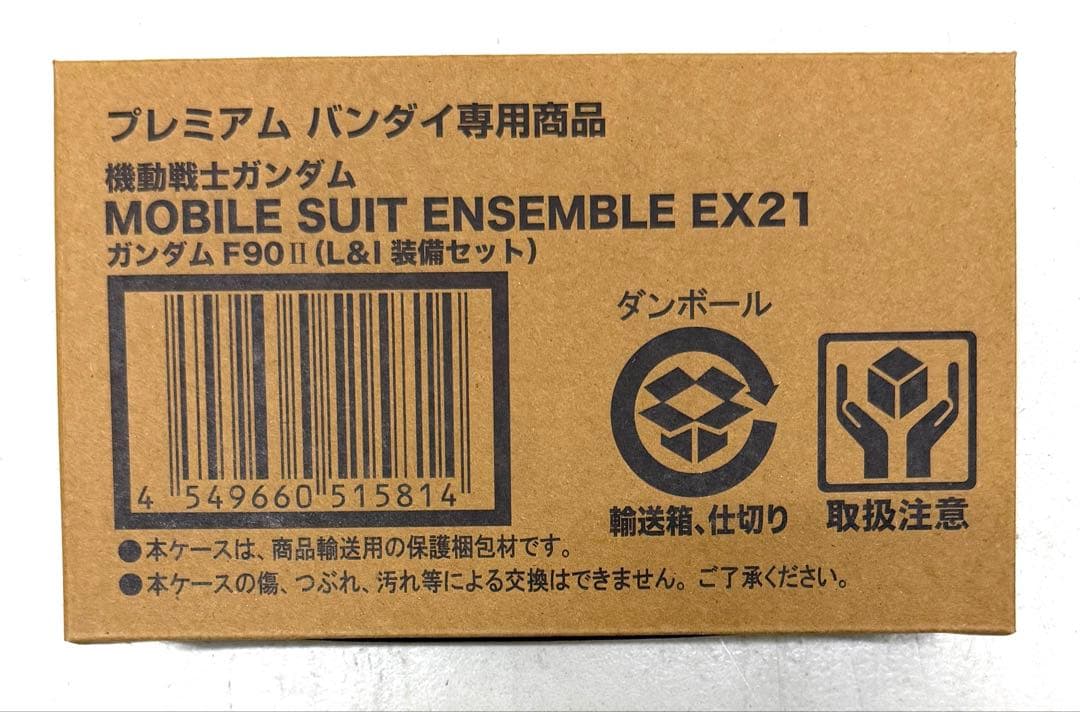 プレミアム バンダイ専用商品
機動戦士ガンダム
MOBILE SUIT ENSEMBLE EX21
ガンダムF90Ⅱ(L&I 装備セット)
4 549660 515814
ダンボール
輸送箱、仕切り
取扱注意
●本ケースは、商品輸送用の保護梱包材です。
●本ケースの傷、つぶれ、汚れ等による交換はできません。ご了承ください。